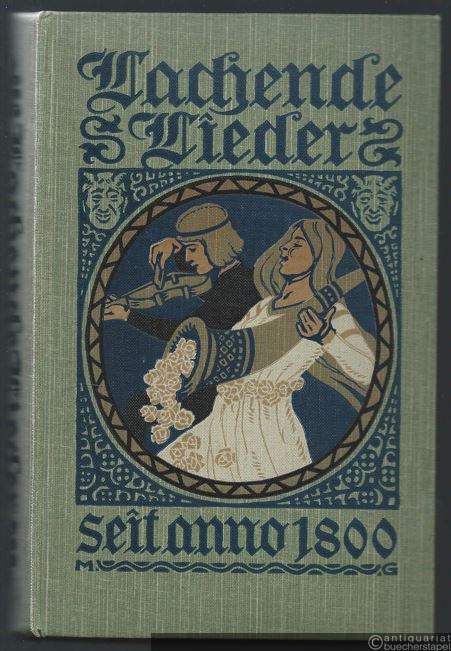 Lachende
Lieder
seit anno 1800
M. G
antiquariat
buecherstapel